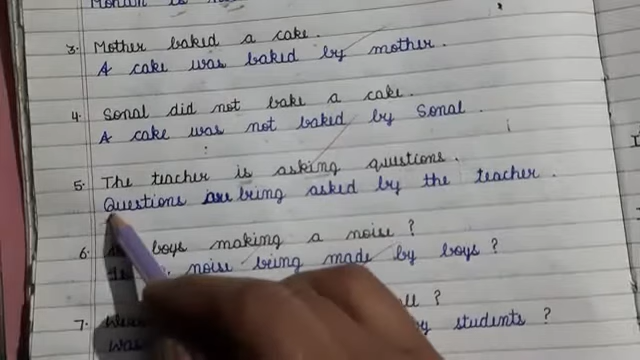 3. Mother baked a cake.
A cake was baked by mother.
4. Sonal did not bake a cake.
A cake was not baked by Sonal.
5. The teacher is asking questions.
Questions are being asked by the teacher.
6. boys making a noise?
noise being made by boys?
7. ?
was by students?